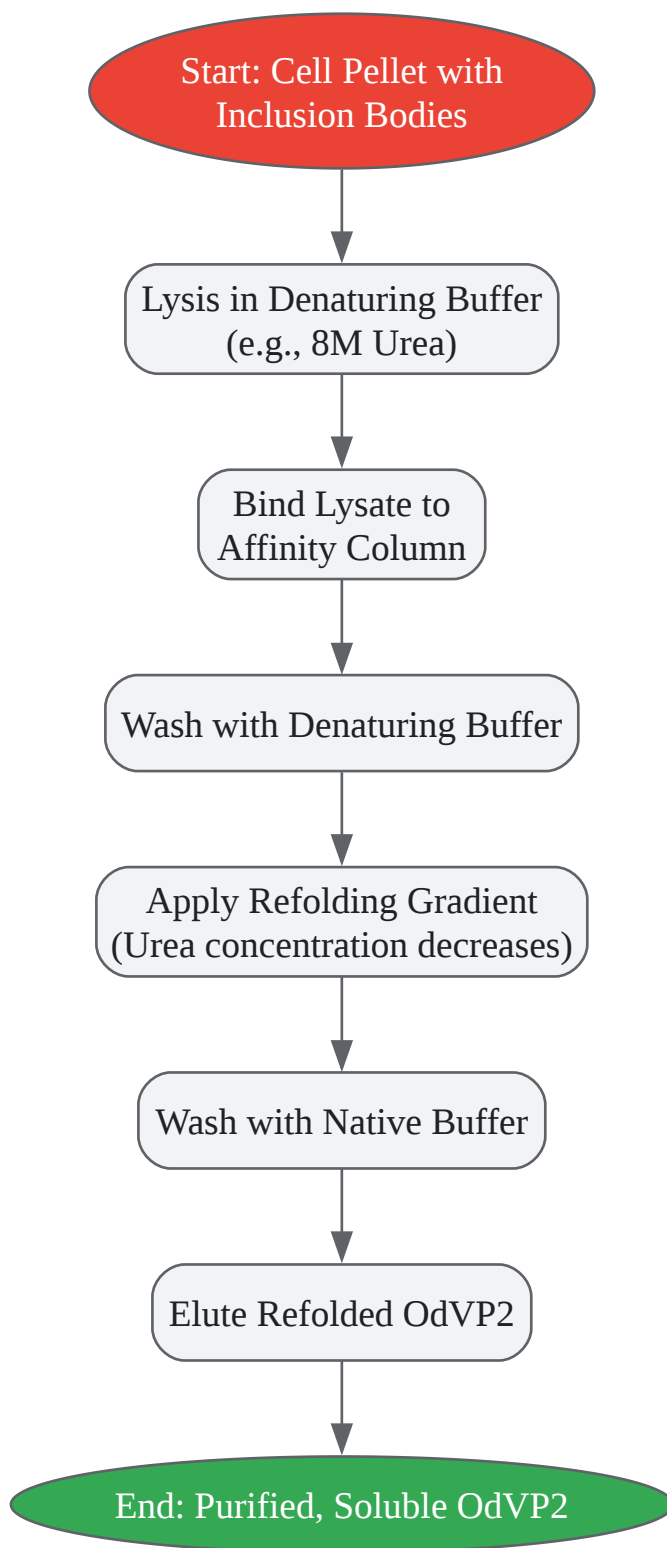 Start: Cell Pellet with
Inclusion Bodies
Lysis in Denaturing Buffer
(e.g., 8M Urea)
Bind Lysate to
Affinity Column
Wash with Denaturing Buffer
Apply Refolding Gradient
(Urea concentration decreases)
Wash with Native Buffer
Elute Refolded OdVP2
End: Purified, Soluble OdVP2